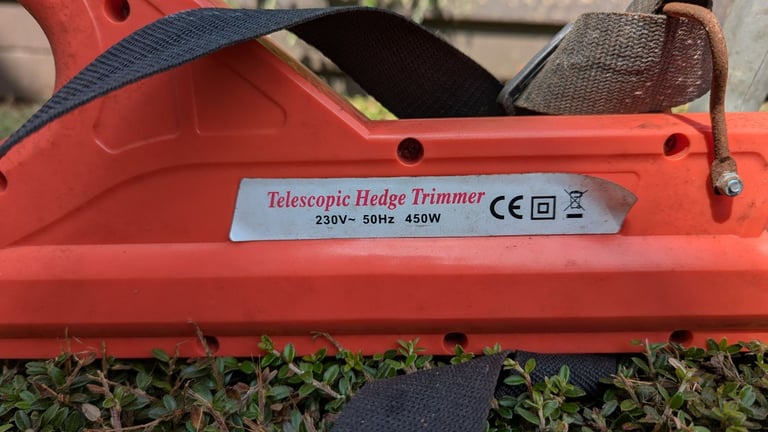 Telescopic Hedge Trimmer
230V~ 50Hz 450W
CE